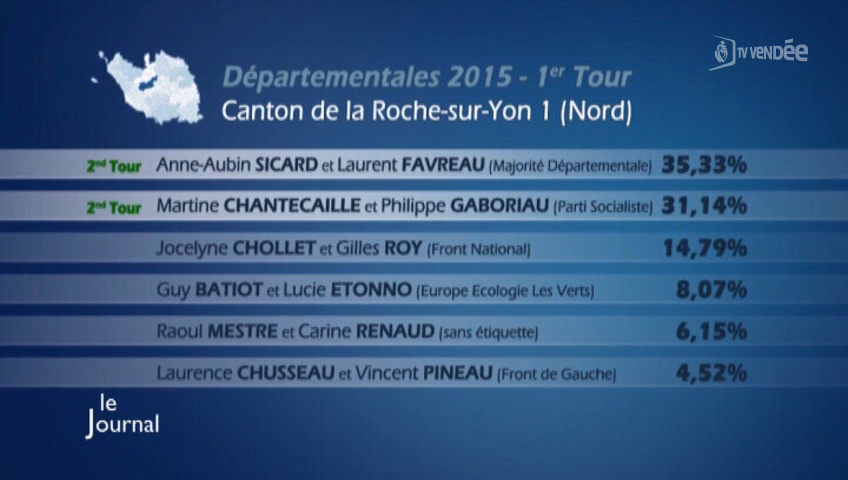 TV VENDÉE
Départementales 2015 - 1er Tour
Canton de la Roche-sur-Yon 1 (Nord)
2nd Tour Anne-Aubin SICARD et Laurent FAVREAU (Majorité Départementale) 35,33%
2nd Tour Martine CHANTECAILLE et Philippe GABORIAU (Parti Socialiste) 31,14%
Jocelyne CHOLLET et Gilles ROY (Front National) 14,79%
Guy BATIOT et Lucie ETONNO (Europe Ecologie Les Verts) 8,07%
Raoul MESTRE et Carine RENAUD (sans étiquette) 6,15%
Laurence CHUSSEAU et Vincent PINEAU (Front de Gauche) 4,52%
le
Journal